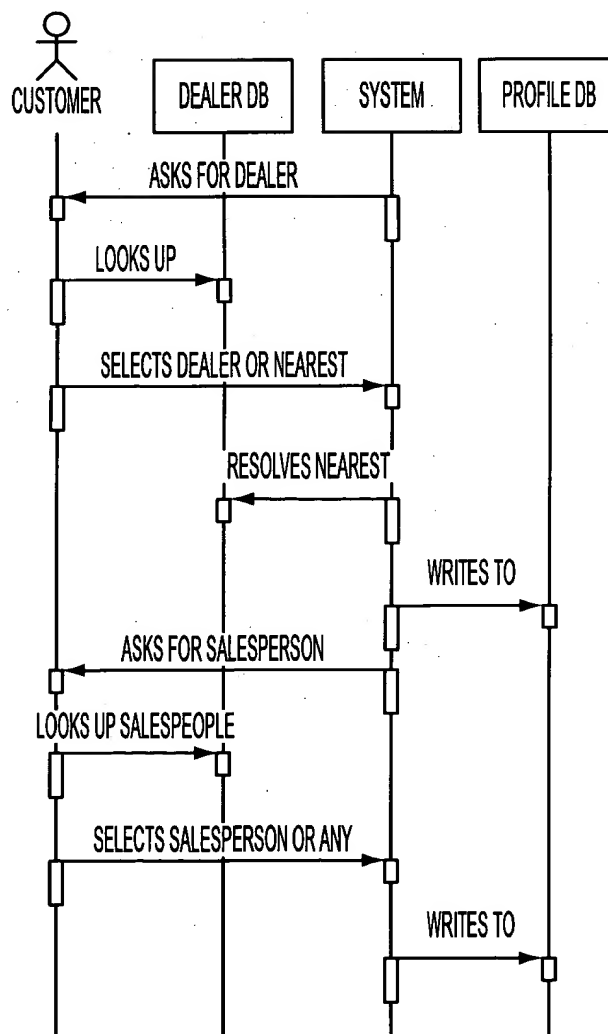 CUSTOMER
DEALER DB
SYSTEM
PROFILE DB
ASKS FOR DEALER
LOOKS UP
SELECTS DEALER OR NEAREST
RESOLVES NEAREST
WRITES TO
ASKS FOR SALESPERSON
LOOKS UP SALESPEOPLE
SELECTS SALESPERSON OR ANY
WRITES TO